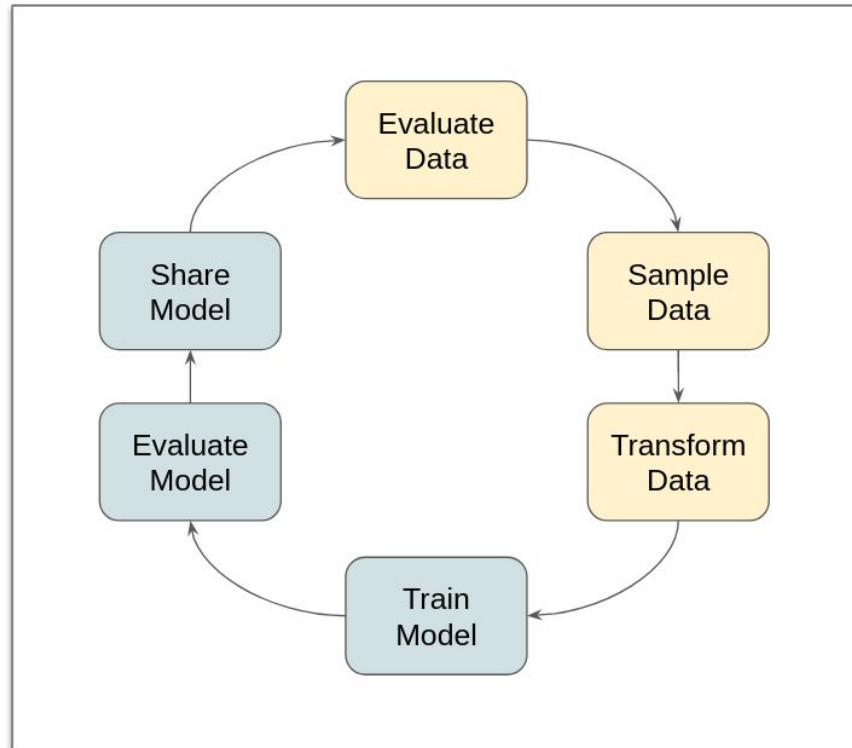 Evaluate
Data
Sample
Data
Transform
Data
Train
Model
Evaluate
Model
Share
Model